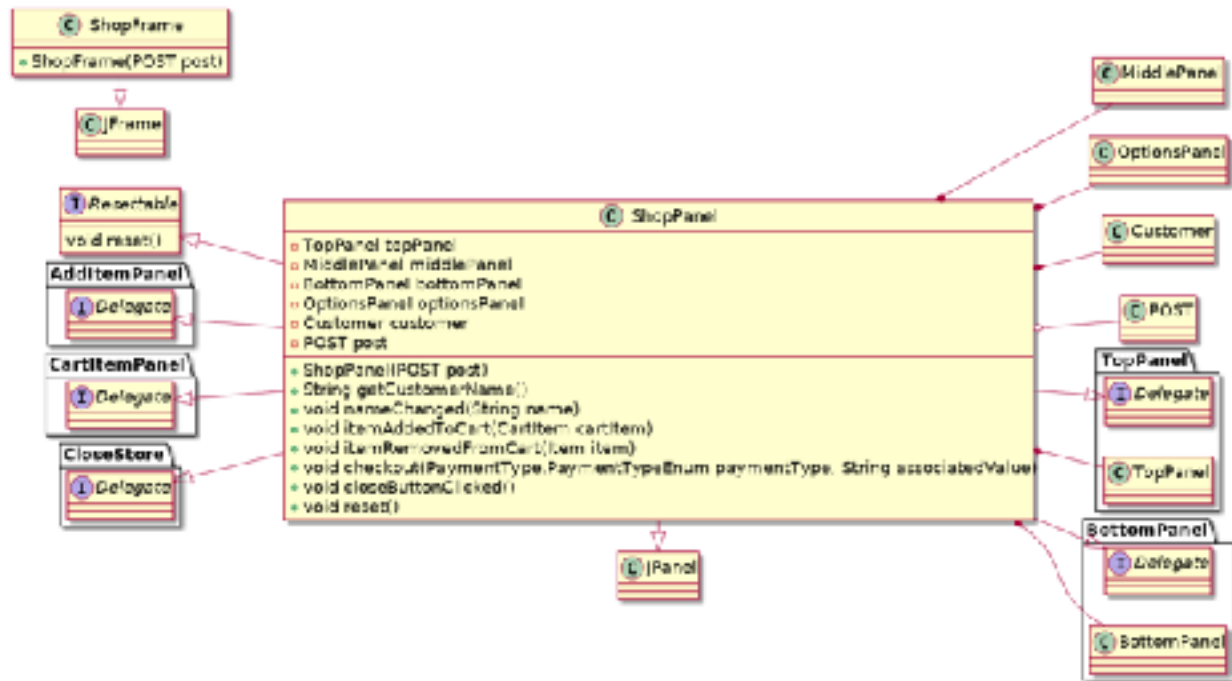 C ShopFrame
ShopFrame(POST post)
C JFrame
I Resettable
void reset()
AddItemPanel
I Delegate
CartItemPanel
I Delegate
CloseStore
I Delegate
C ShopPanel
TopPanel topPanel
MiddlePanel middlePanel
BottomPanel bottomPanel
OptionsPanel optionsPanel
Customer customer
POST post
ShopPanel(POST post)
String getCustomerName()
void nameChanged(String name)
void itemAddedToCart(CartItem cartItem)
void itemRemovedFromCart(Item item)
void checkout(PaymentType.PaymentTypeEnum paymentType, String associatedValue)
void closeButtonClicked()
void reset()
C JPanel
C MiddlePanel
C OptionsPanel
C Customer
C POST
TopPanel
I Delegate
C TopPanel
BottomPanel
I Delegate
C BottomPanel